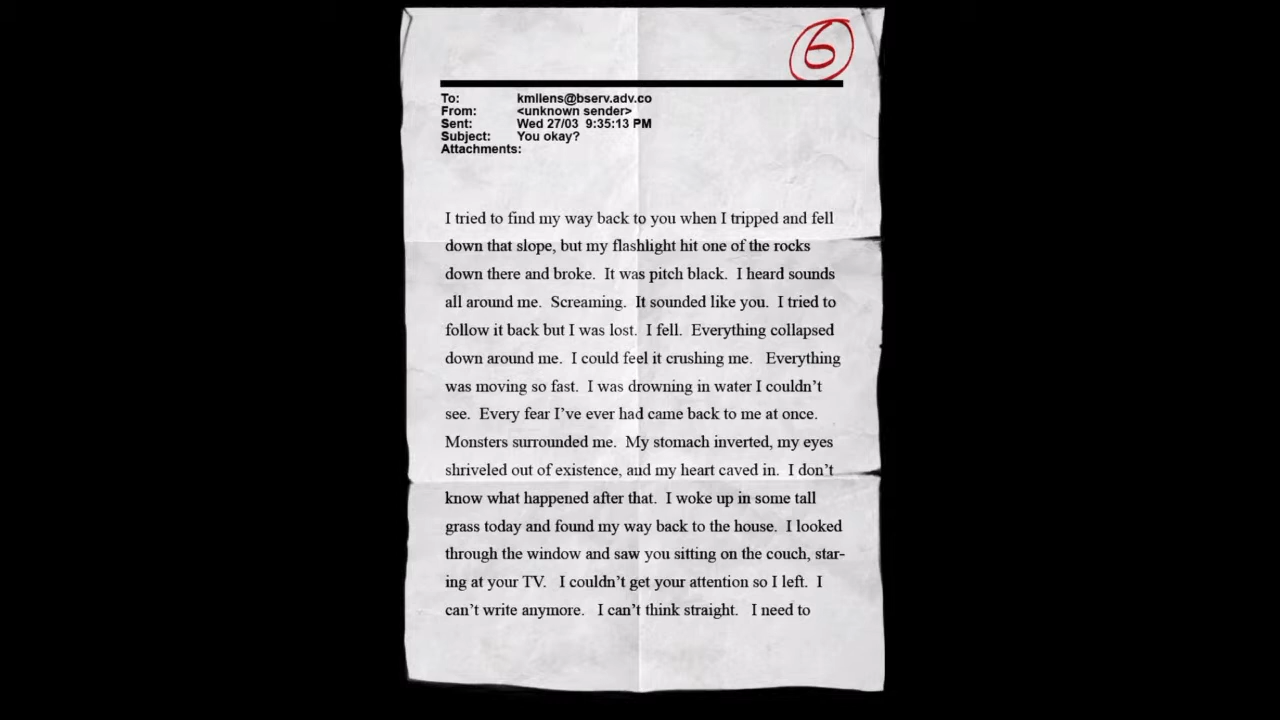 6
To: kmllens@bserv.adv.co
From: <unknown sender>
Sent: Wed 27/03 9:35:13 PM
Subject: You okay?
Attachments:
I tried to find my way back to you when I tripped and fell
down that slope, but my flashlight hit one of the rocks
down there and broke. It was pitch black. I heard sounds
all around me. Screaming. It sounded like you. I tried to
follow it back but I was lost. I fell. Everything collapsed
down around me. I could feel it crushing me. Everything
was moving so fast. I was drowning in water I couldn't
see. Every fear I've ever had came back to me at once.
Monsters surrounded me. My stomach inverted, my eyes
shriveled out of existence, and my heart caved in. I don't
know what happened after that. I woke up in some tall
grass today and found my way back to the house. I looked
through the window and saw you sitting on the couch, star-
ing at your TV. I couldn't get your attention so I left. I
can't write anymore. I can't think straight. I need to